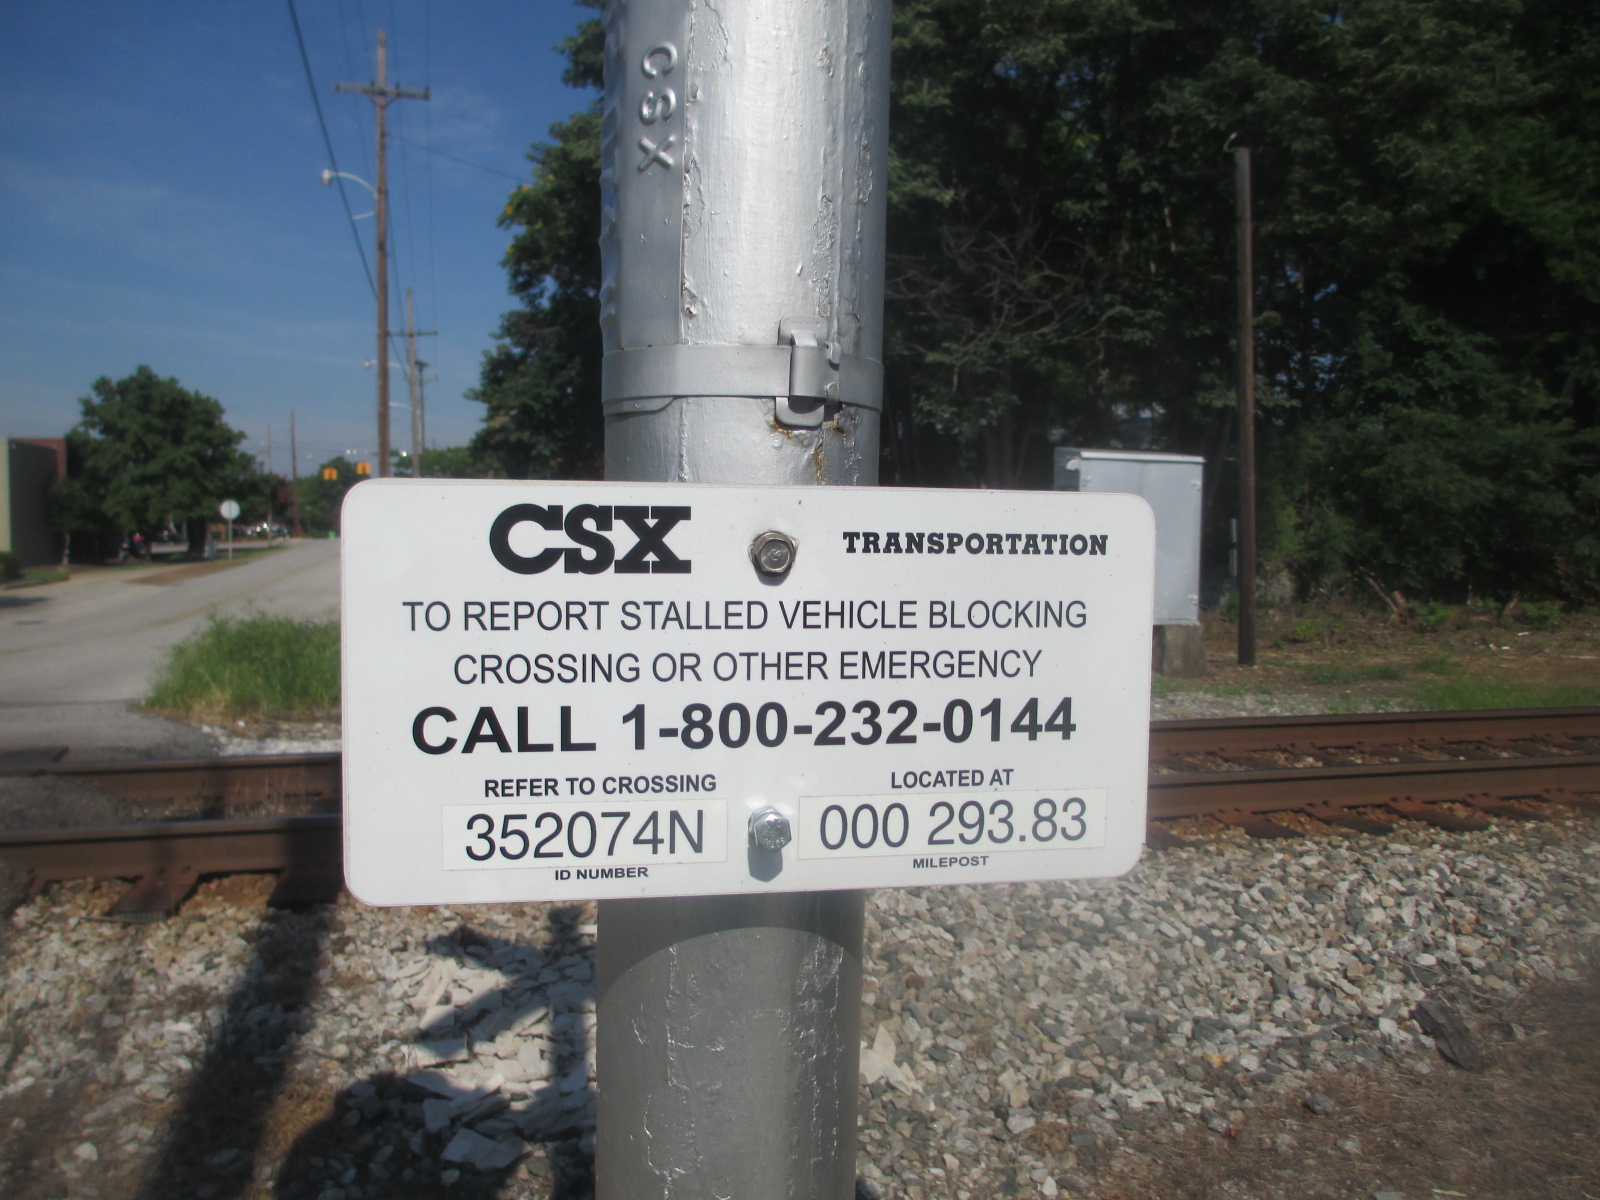 CSX
CSX TRANSPORTATION
TO REPORT STALLED VEHICLE BLOCKING
CROSSING OR OTHER EMERGENCY
CALL 1-800-232-0144
REFER TO CROSSING
352074N
ID NUMBER
LOCATED AT
000 293.83
MILEPOST